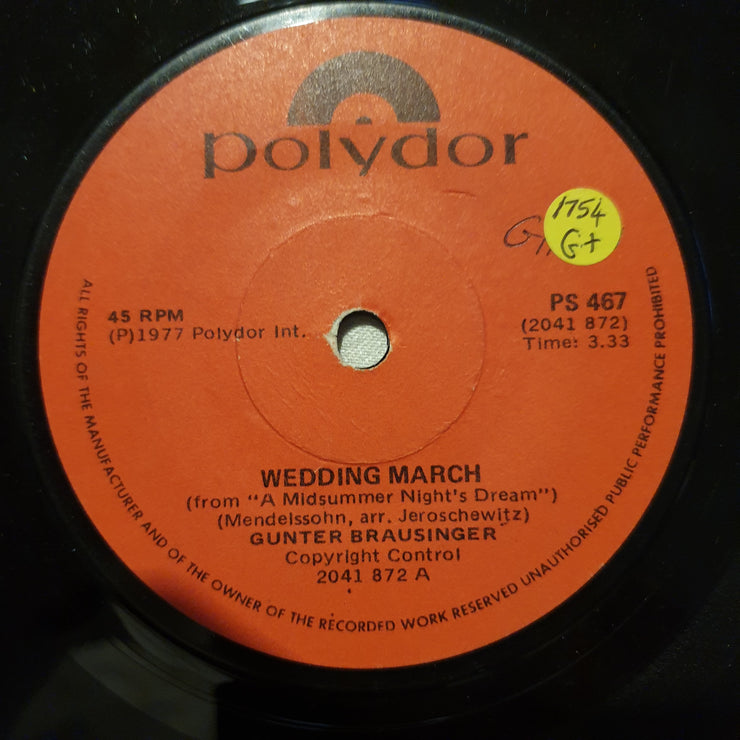 polydor
1754
G+
45 RPM
(P)1977 Polydor Int.
PS 467
(2041 872)
Time: 3.33
WEDDING MARCH
(from "A Midsummer Night's Dream")
(Mendelssohn, arr. Jeroschewitz)
GUNTER BRAUSINGER
Copyright Control
2041 872 A
ALL RIGHTS OF THE MANUFACTURER AND OF THE OWNER OF THE RECORDED WORK RESERVED UNAUTHORISED PUBLIC PERFORMANCE PROHIBITED